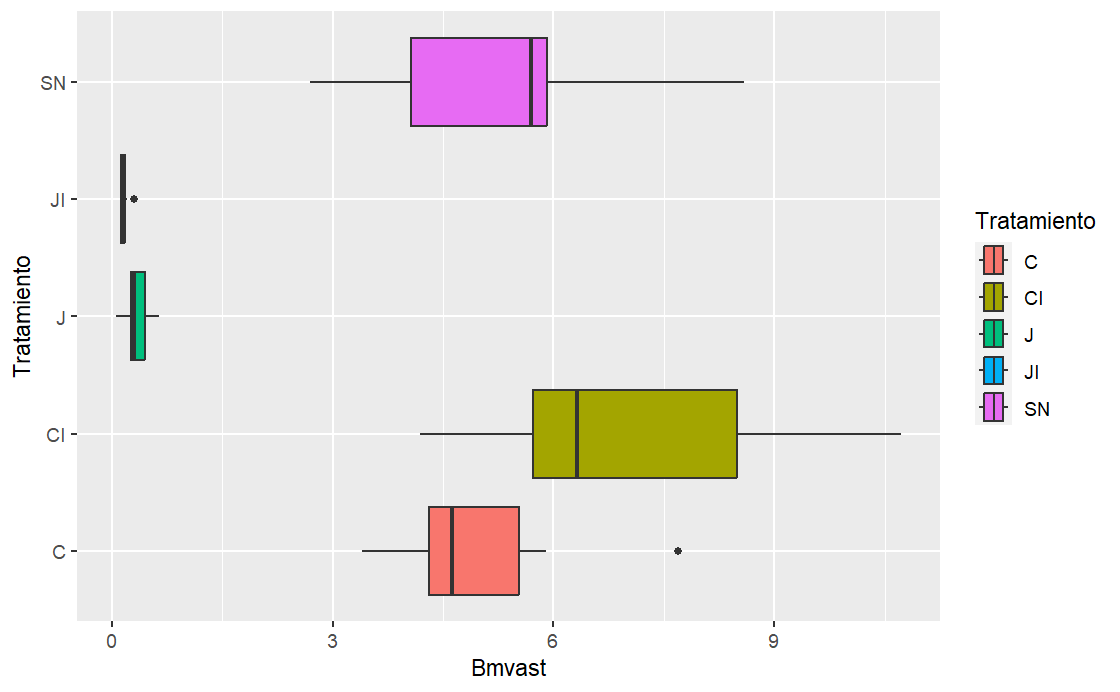 SN
JI
J
CI
C
Tratamiento
0 3 6 9
Bmvast
Tratamiento
C
CI
J
JI
SN